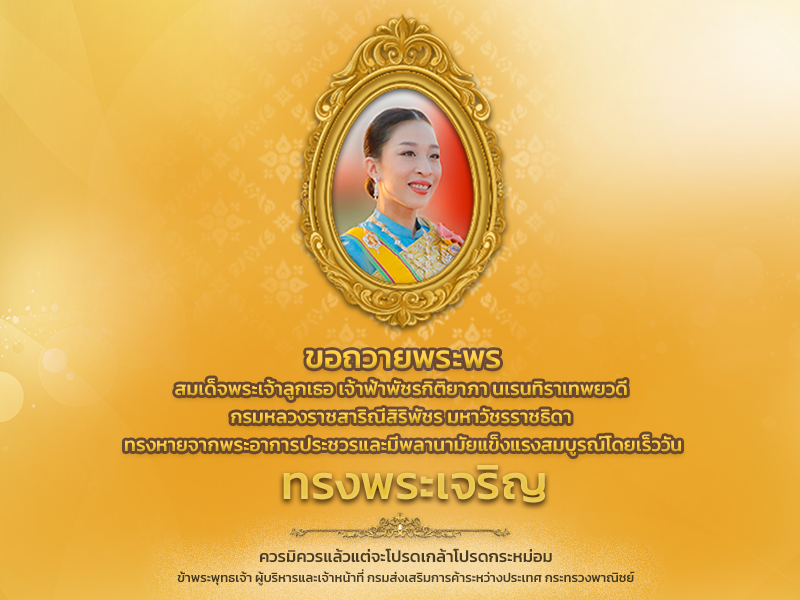 ขอถวายพระพร
สมเด็จพระเจ้าลูกเธอ เจ้าฟ้าพัชรกิติยาภา นเรนทิราเทพยวดี
กรมหลวงราชสาริณีสิริพัชร มหาวัชรราชธิดา
ทรงหายจากพระอาการประชวรและมีพลานามัยแข็งแรงสมบูรณ์โดยเร็ววัน
ทรงพระเจริญ
ควรมิควรแล้วแต่จะโปรดเกล้าโปรดกระหม่อม
ข้าพระพุทธเจ้า ผู้บริหารและเจ้าหน้าที่ กรมส่งเสริมการค้าระหว่างประเทศ กระทรวงพาณิชย์